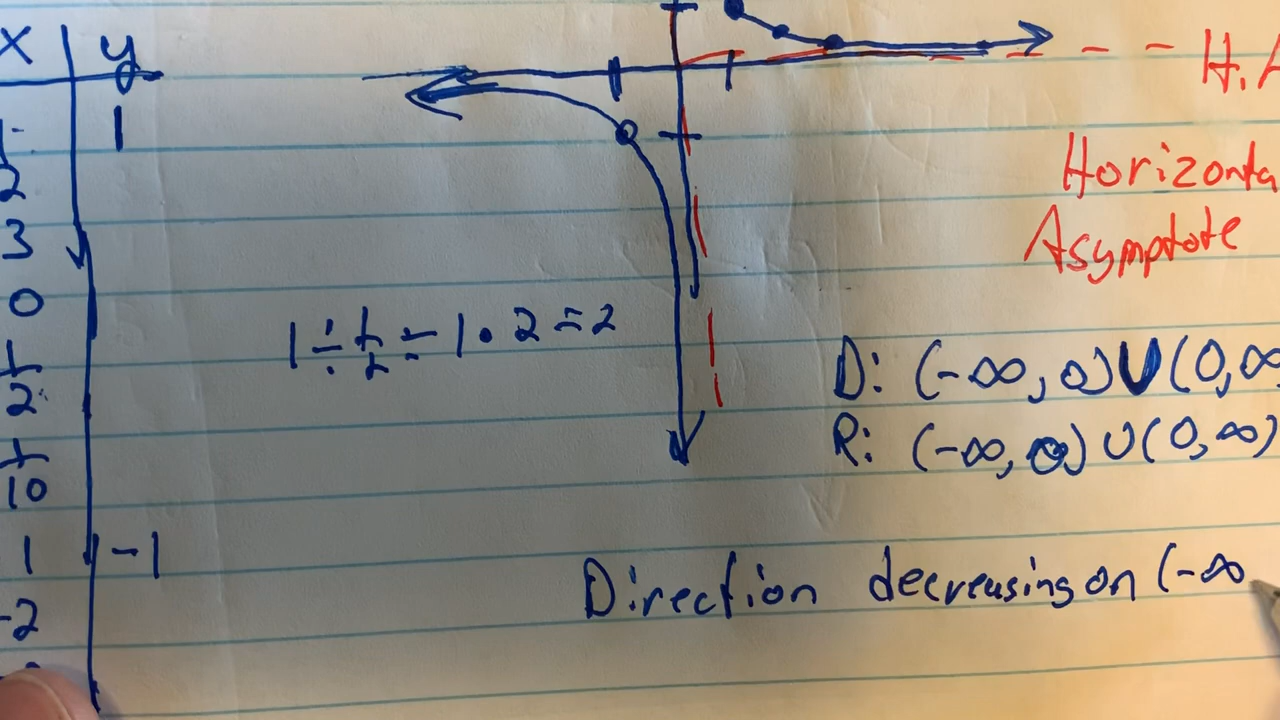 x y
1 1
2
3
0
1/2
1/10
1 -1
-2
H.A
Horizonta
Asymptote
1 ÷ 1/2 = 1 • 2 = 2
D: (-∞, 0) U (0, ∞
R: (-∞, 0) U (0, ∞)
Direction decreasing on (-∞